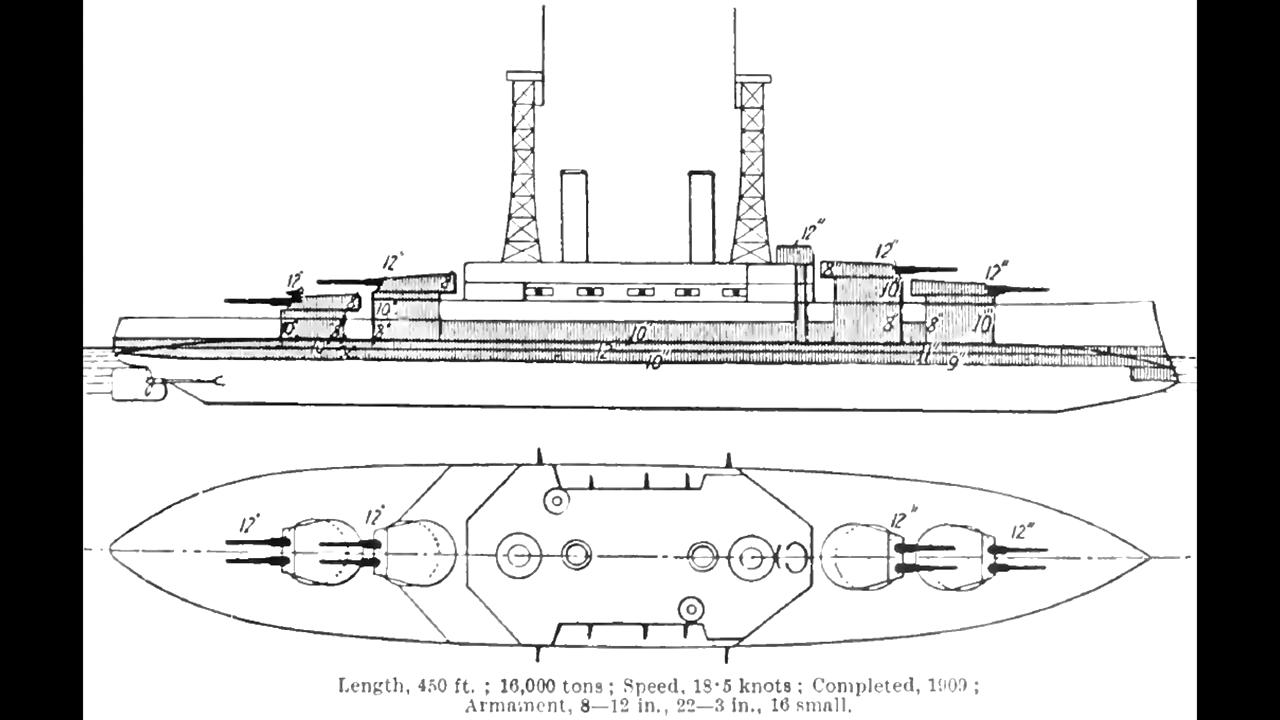 12"
12" 12" 12"
12" 8"
8" 10"
10" 8" 8" 10"
8" 10"
12" 11"
10" 9"
12" 12" 12" 12"
Length, 450 ft. ; 16,000 tons ; Speed, 18·5 knots ; Completed, 1909 ;
Armament, 8—12 in., 22—3 in., 16 small.